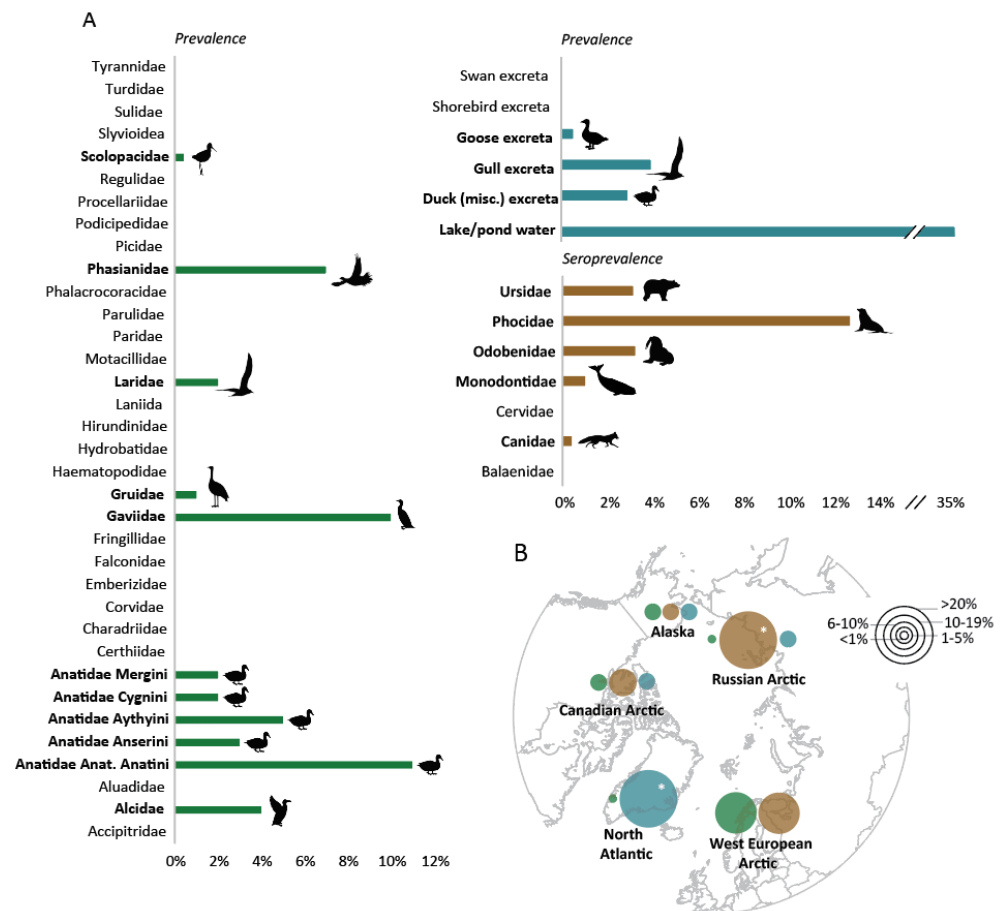 A
Prevalence
Tyrannidae
Turdidae
Sulidae
Slyvioidea
Scolopacidae
Regulidae
Procellariidae
Podicipedidae
Picidae
Phasianidae
Phalacrocoracidae
Parulidae
Paridae
Motacillidae
Laridae
Laniida
Hirundinidae
Hydrobatidae
Haematopodidae
Gruidae
Gaviidae
Fringillidae
Falconidae
Emberizidae
Corvidae
Charadriidae
Certhiidae
Anatidae Mergini
Anatidae Cygnini
Anatidae Aythyini
Anatidae Anserini
Anatidae Anat. Anatini
Aluadidae
Alcidae
Accipitridae
0% 2% 4% 6% 8% 10% 12%
Prevalence
Swan excreta
Shorebird excreta
Goose excreta
Gull excreta
Duck (misc.) excreta
Lake/pond water
//
Seroprevalence
Ursidae
Phocidae
Odobenidae
Monodontidae
Cervidae
Canidae
Balaenidae
0% 2% 4% 6% 8% 10% 12% 14% // 35%
B
>20%
6-10% 10-19%
<1% 1-5%
Alaska
*
Russian Arctic
Canadian Arctic
*
North
Atlantic
West European
Arctic